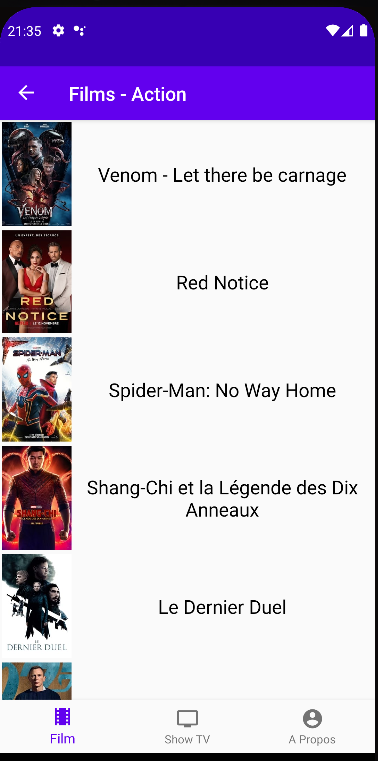 21:35
Films - Action
VENOM
Venom - Let there be carnage
RED
NOTICE
Red Notice
SPIDER-MAN
Spider-Man: No Way Home
SHANG-CHI
Shang-Chi et la Légende des Dix
Anneaux
LE
DERNIER DUEL
Le Dernier Duel
Film
Show TV
A Propos